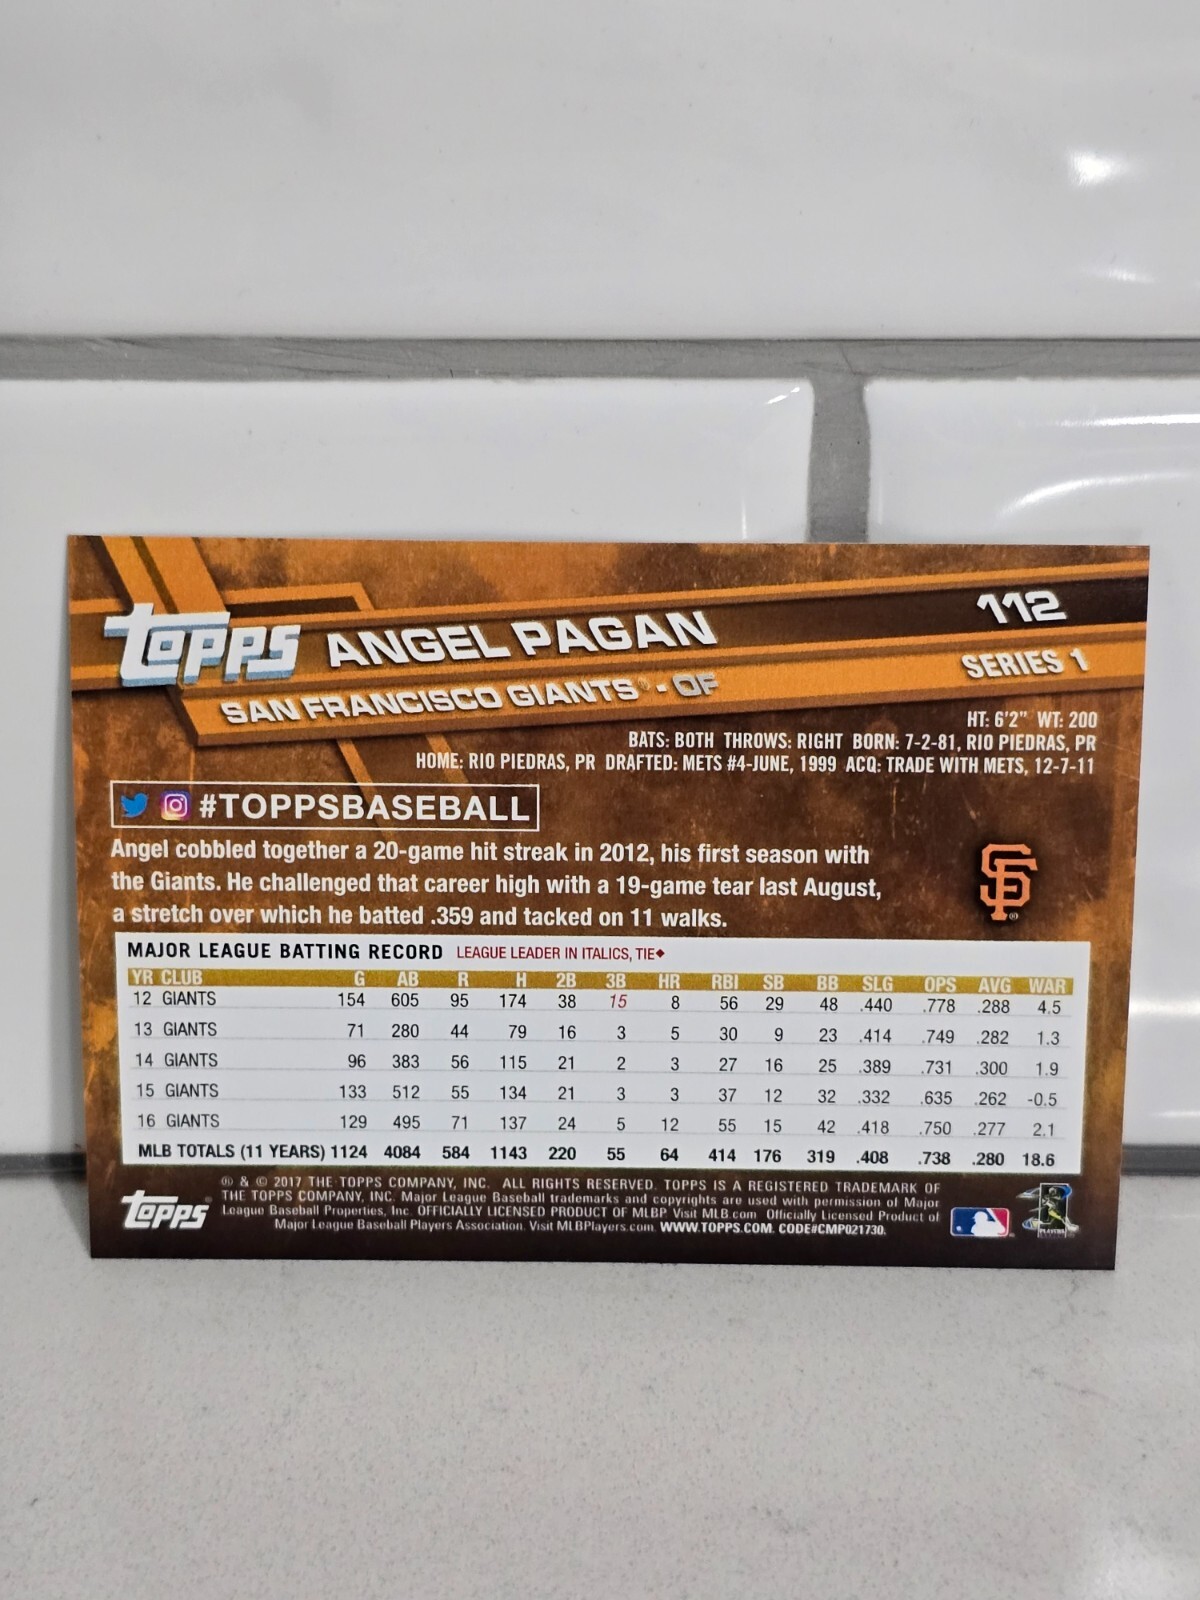 topps ANGEL PAGAN 112
SAN FRANCISCO GIANTS® - OF SERIES 1
HT: 6'2" WT: 200
BATS: BOTH THROWS: RIGHT BORN: 7-2-81, RIO PIEDRAS, PR
HOME: RIO PIEDRAS, PR DRAFTED: METS #4-JUNE, 1999 ACQ: TRADE WITH METS, 12-7-11
#TOPPSBASEBALL
Angel cobbled together a 20-game hit streak in 2012, his first season with
the Giants. He challenged that career high with a 19-game tear last August,
a stretch over which he batted .359 and tacked on 11 walks.
SF®
MAJOR LEAGUE BATTING RECORD LEAGUE LEADER IN ITALICS, TIE◆
YR CLUB G AB R H 2B 3B HR RBI SB BB SLG OPS AVG WAR
12 GIANTS 154 605 95 174 38 15 8 56 29 48 .440 .778 .288 4.5
13 GIANTS 71 280 44 79 16 3 5 30 9 23 .414 .749 .282 1.3
14 GIANTS 96 383 56 115 21 2 3 27 16 25 .389 .731 .300 1.9
15 GIANTS 133 512 55 134 21 3 3 37 12 32 .332 .635 .262 -0.5
16 GIANTS 129 495 71 137 24 5 12 55 15 42 .418 .750 .277 2.1
MLB TOTALS (11 YEARS) 1124 4084 584 1143 220 55 64 414 176 319 .408 .738 .280 18.6
topps®
® & © 2017 THE TOPPS COMPANY, INC. ALL RIGHTS RESERVED. TOPPS IS A REGISTERED TRADEMARK OF
THE TOPPS COMPANY, INC. Major League Baseball trademarks and copyrights are used with permission of Major
League Baseball Properties, Inc. OFFICIALLY LICENSED PRODUCT OF MLBP. Visit MLB.com Officially Licensed Product of
Major League Baseball Players Association. Visit MLBPlayers.com. WWW.TOPPS.COM. CODE#CMP021730.
PLAYERS